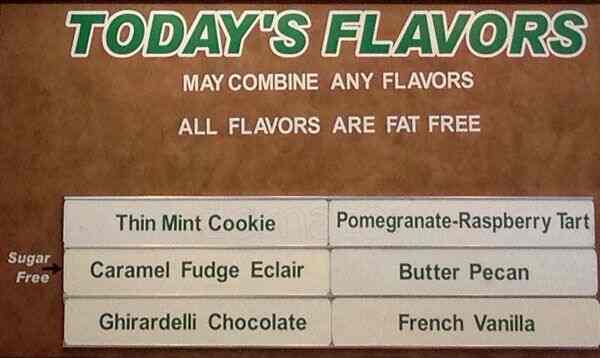 TODAY'S FLAVORS
MAY COMBINE ANY FLAVORS
ALL FLAVORS ARE FAT FREE
Thin Mint Cookie
Pomegranate-Raspberry Tart
Sugar
Free
Caramel Fudge Eclair
Butter Pecan
Ghirardelli Chocolate
French Vanilla